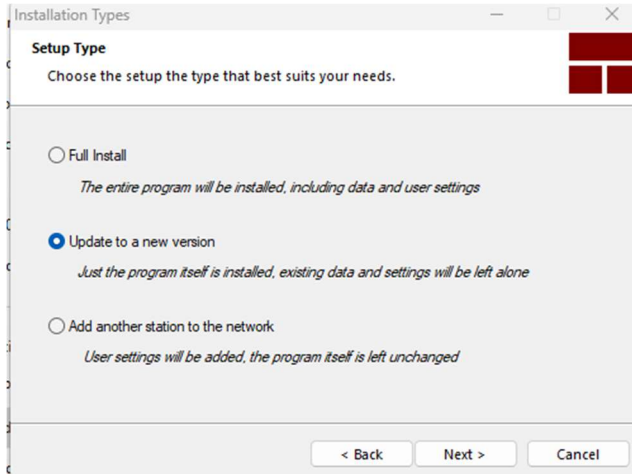 Installation Types
Setup Type
Choose the setup the type that best suits your needs.
Full Install
The entire program will be installed, including data and user settings
Update to a new version
Just the program itself is installed, existing data and settings will be left alone
Add another station to the network
User settings will be added, the program itself is left unchanged
< Back
Next >
Cancel